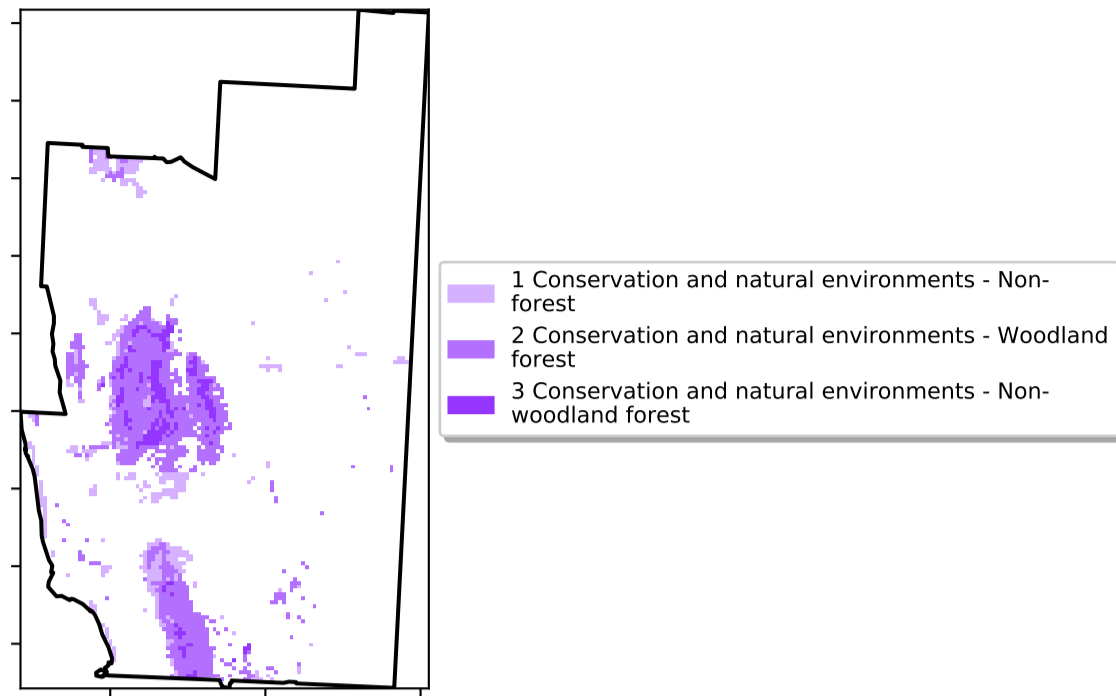 1 Conservation and natural environments - Non-
forest
2 Conservation and natural environments - Woodland
forest
3 Conservation and natural environments - Non-
woodland forest